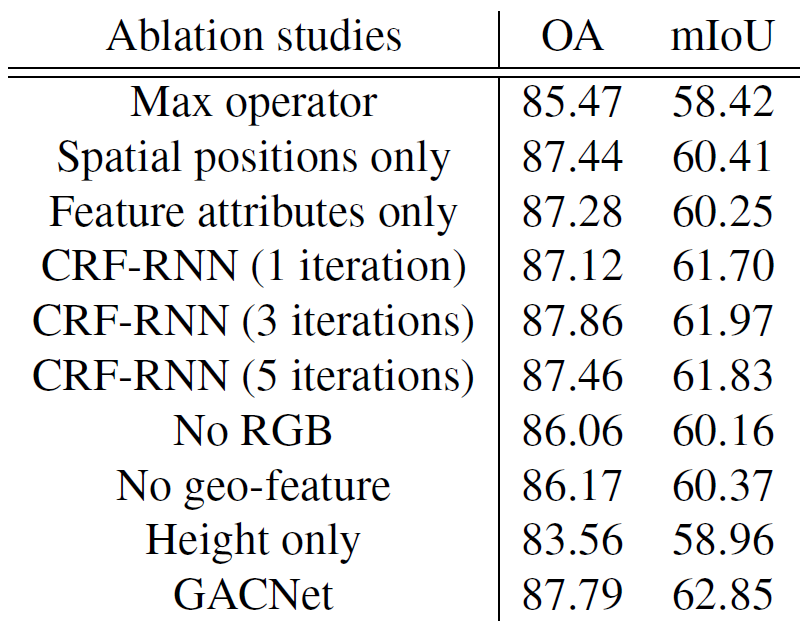 Ablation studies OA mIoU
Max operator 85.47 58.42
Spatial positions only 87.44 60.41
Feature attributes only 87.28 60.25
CRF-RNN (1 iteration) 87.12 61.70
CRF-RNN (3 iterations) 87.86 61.97
CRF-RNN (5 iterations) 87.46 61.83
No RGB 86.06 60.16
No geo-feature 86.17 60.37
Height only 83.56 58.96
GACNet 87.79 62.85